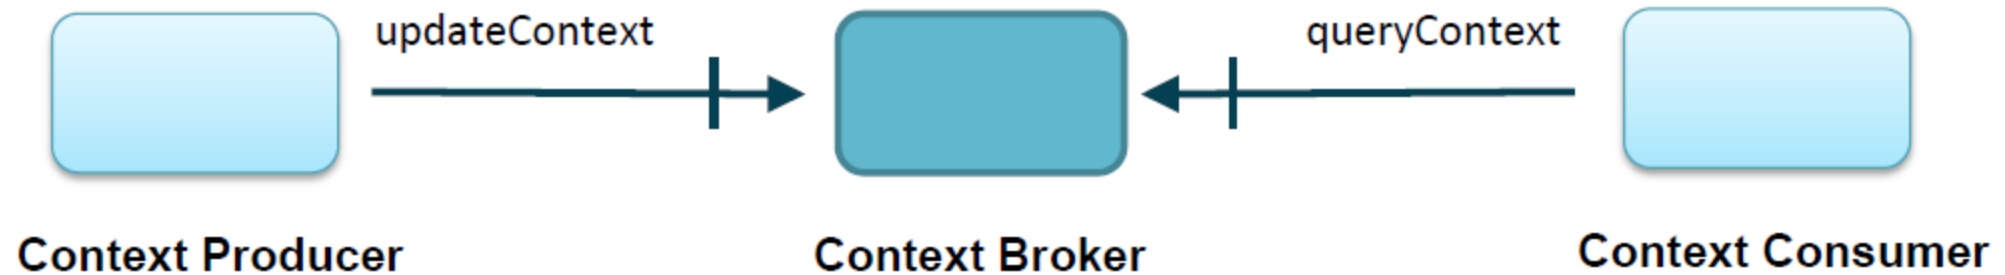 updateContext
queryContext
Context Producer
Context Broker
Context Consumer